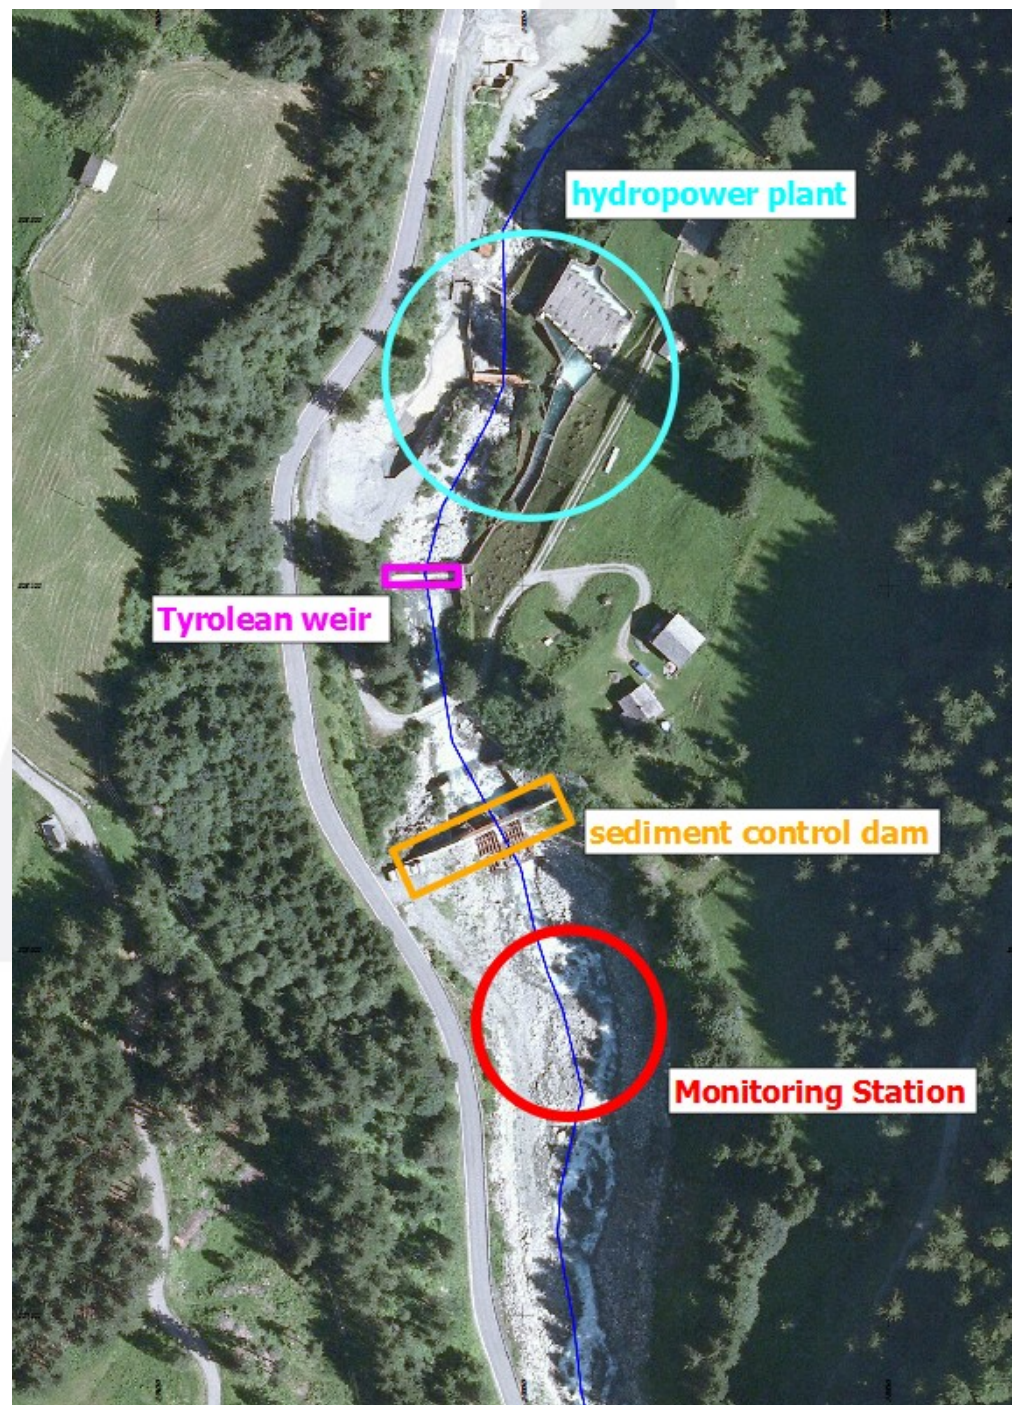 hydropower plant
Tyrolean weir
sediment control dam
Monitoring Station